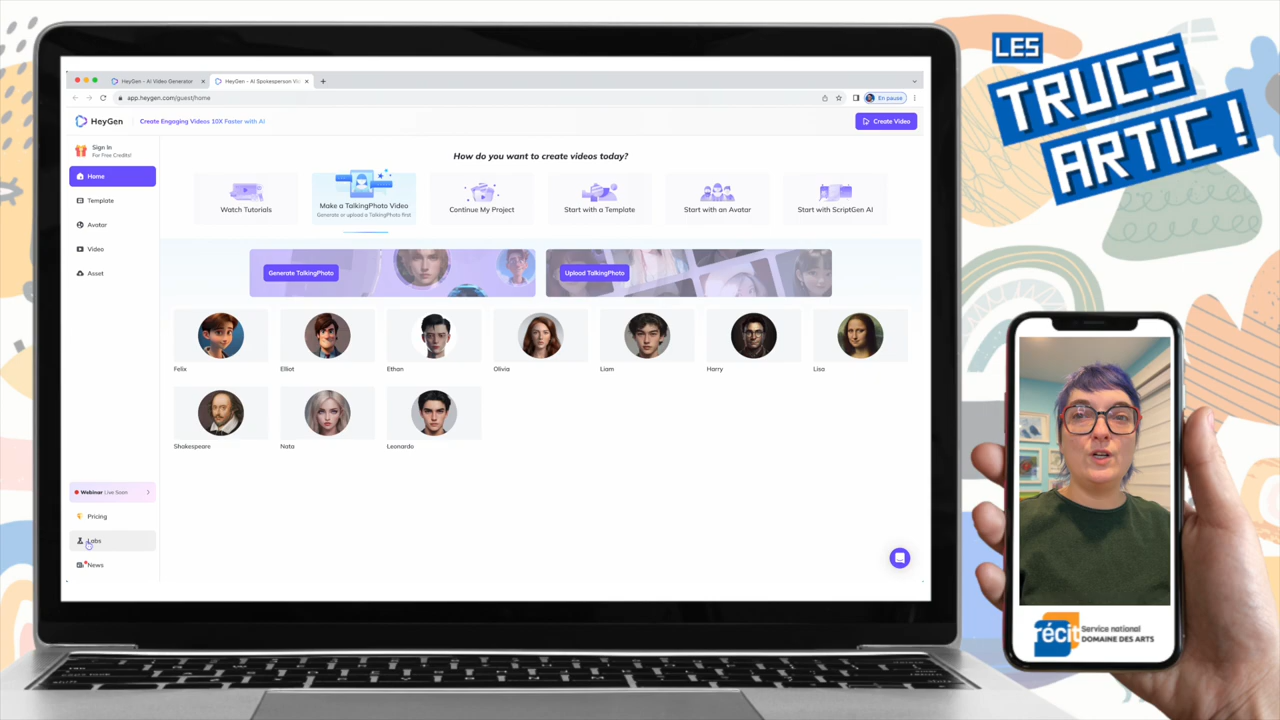 LES
TRUCS
ARTIC !
HeyGen - AI Video Generator
HeyGen - AI Spokesperson Vi
app.heygen.com/guest/home
En pause
HeyGen
Create Engaging Videos 10X Faster with AI
Create Video
Sign In
For Free Credits!
Home
Template
Avatar
Video
Asset
Webinar Live Soon
Pricing
Labs
News
How do you want to create videos today?
Watch Tutorials
Make a TalkingPhoto Video
Generate or upload a TalkingPhoto first
Continue My Project
Start with a Template
Start with an Avatar
Start with ScriptGen AI
Generate TalkingPhoto
Upload TalkingPhoto
Felix
Elliot
Ethan
Olivia
Liam
Harry
Lisa
Shakespeare
Nata
Leonardo
récit
Service national
DOMAINE DES ARTS